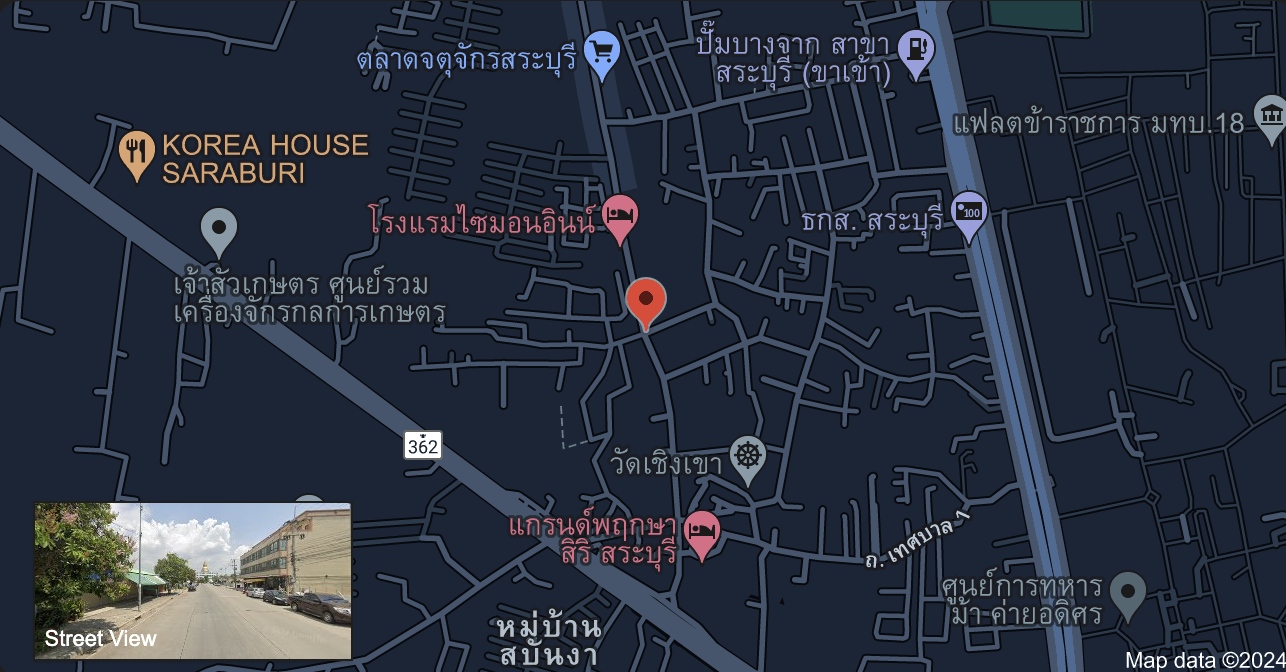 ตลาดจตุจักรสระบุรี
ปั๊มบางจาก สาขา
สระบุรี (ขาเข้า)
แฟลตข้าราชการ มทบ.18
KOREA HOUSE
SARABURI
โรงแรมไซมอนอินน์
ธกส. สระบุรี
100
เจ้าสัวเกษตร ศูนย์รวม
เครื่องจักรกลการเกษตร
362
วัดเชิงเขา
แกรนด์พฤกษา
สิริ สระบุรี
ถ. เทศบาล 1
ศูนย์การทหาร
ม้า ค่ายอดิศร
หมู่บ้าน
สบันงา
Street View
Map data ©2024